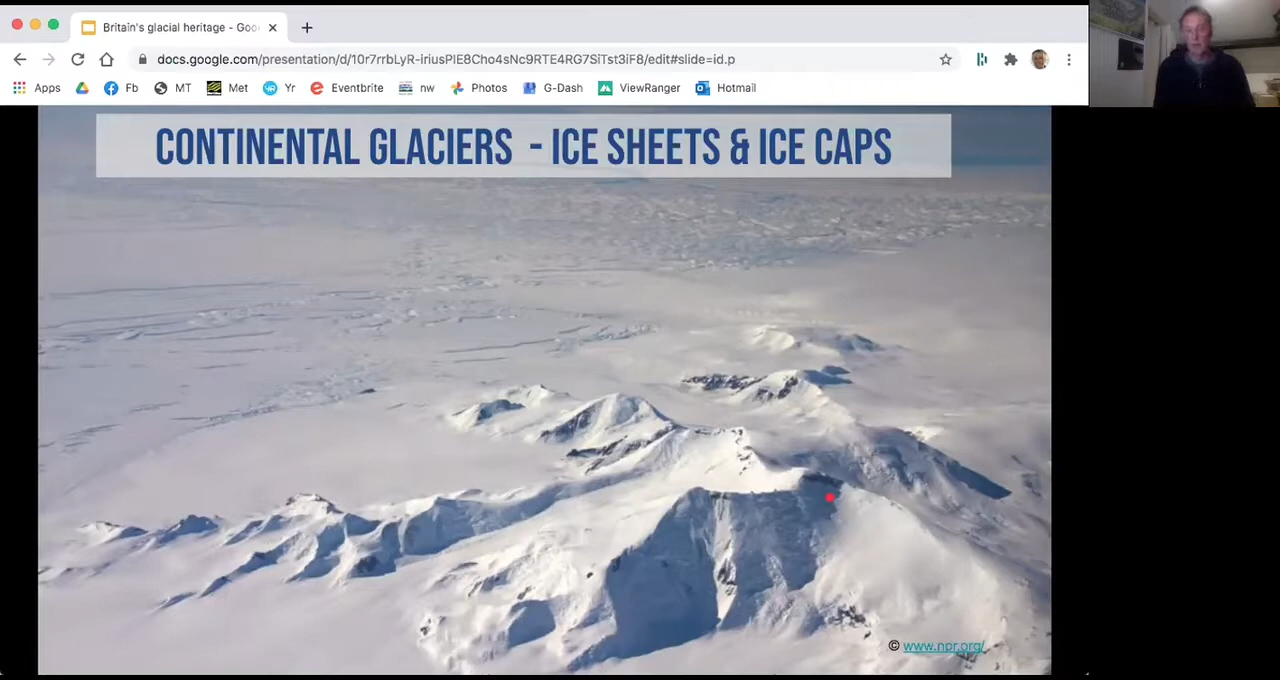 Britain's glacial heritage - Goo
docs.google.com/presentation/d/10r7rrbLyR-iriusPIE8Cho4sNc9RTE4RG7SiTst3iF8/edit#slide=id.p
Apps Fb MT Met Yr Eventbrite nw Photos G-Dash ViewRanger Hotmail
CONTINENTAL GLACIERS - ICE SHEETS & ICE CAPS
© www.npr.org/